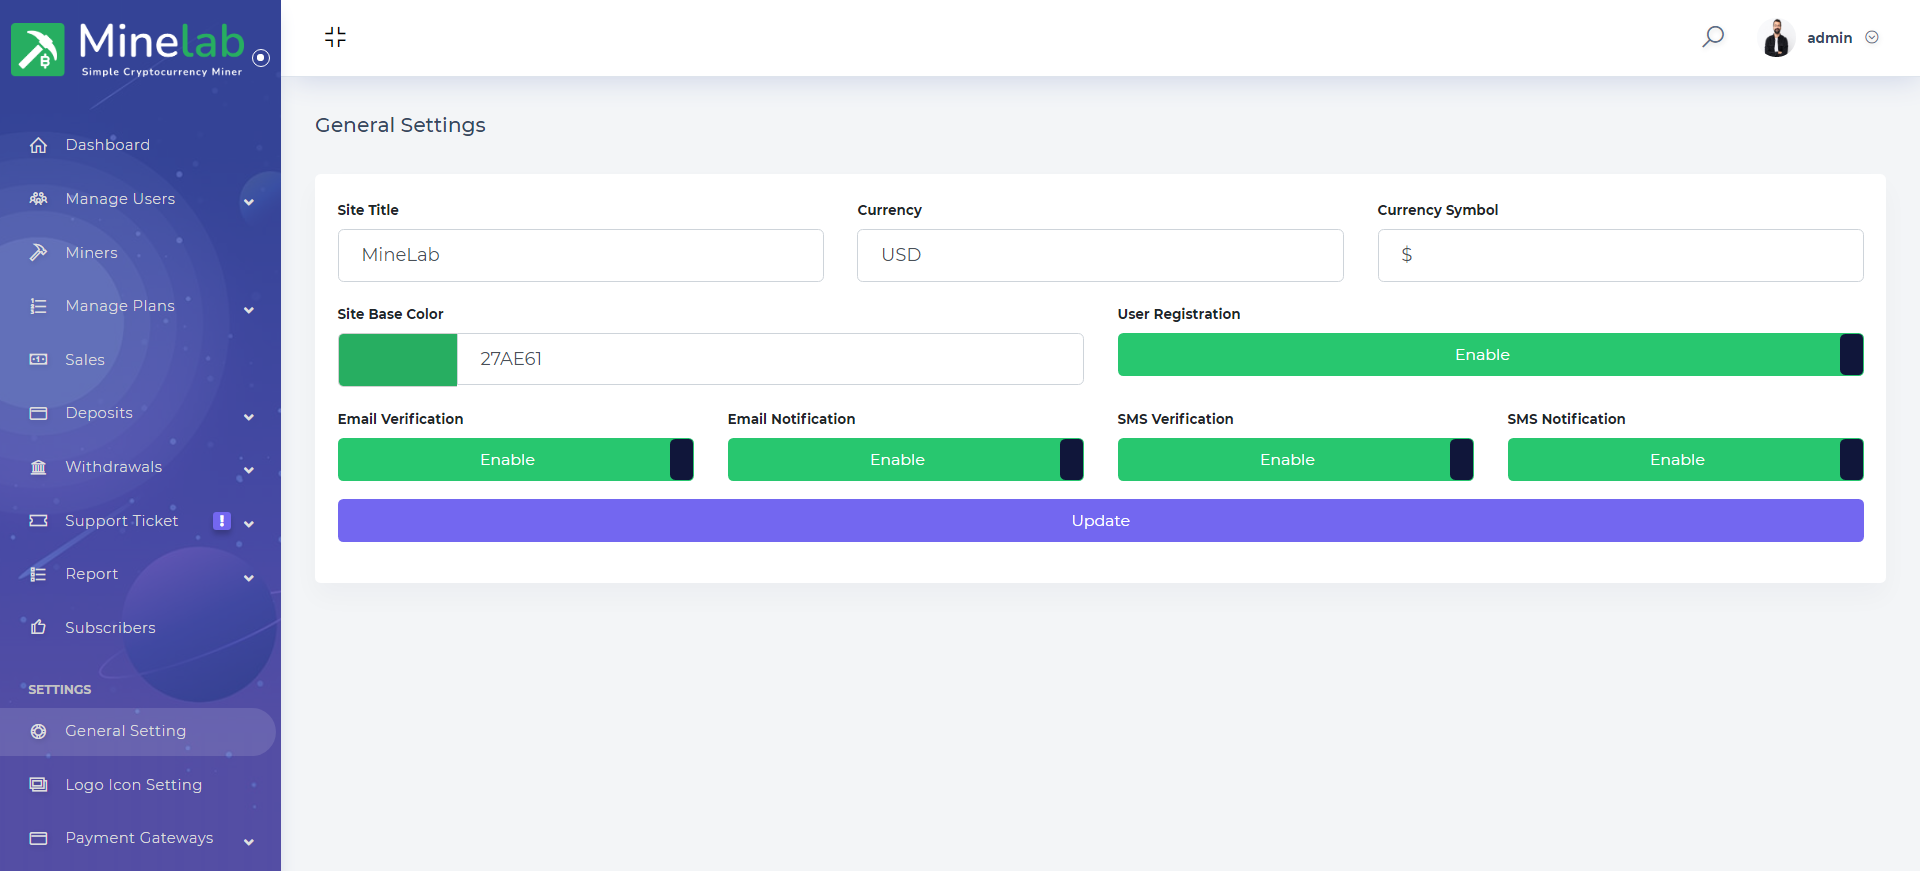 Minelab
Simple Cryptocurrency Miner
admin
Dashboard
Manage Users
Miners
Manage Plans
Sales
Deposits
Withdrawals
Support Ticket
Report
Subscribers
SETTINGS
General Setting
Logo Icon Setting
Payment Gateways
General Settings
Site Title
MineLab
Currency
USD
Currency Symbol
$
Site Base Color
27AE61
User Registration
Enable
Email Verification
Enable
Email Notification
Enable
SMS Verification
Enable
SMS Notification
Enable
Update